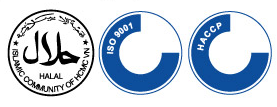 حلال
HALAL
ISLAMIC COMMUNITY OF HCMC VN
ISO 9001
HACCP